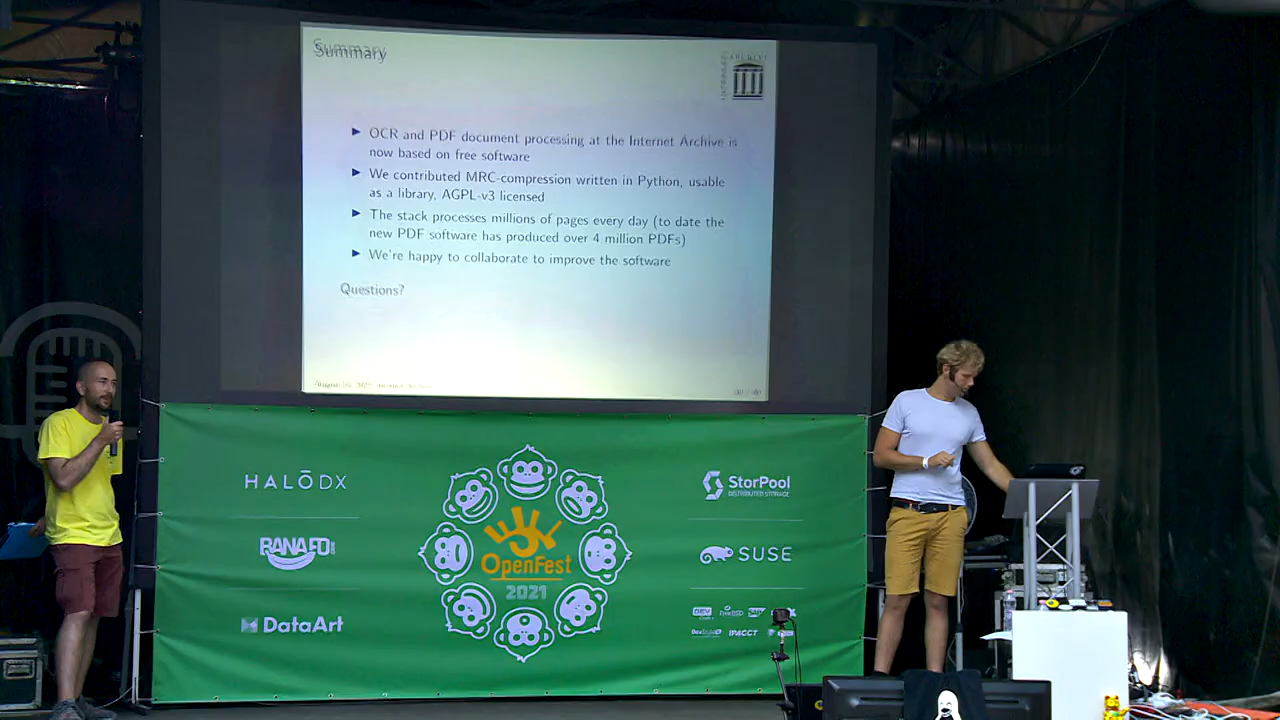 Summary
OCR and PDF document processing at the Internet Archive is
now based on free software
We contributed MRC-compression written in Python, usable
as a library, AGPL-v3 licensed
The stack processes millions of pages every day (to date the
new PDF software has produced over 4 million PDFs)
We're happy to collaborate to improve the software
Questions?
HALŌDX
DataArt
OpenFest
2021
StorPool
DISTRIBUTED STORAGE
SUSE
FreeBSD
IPACCT